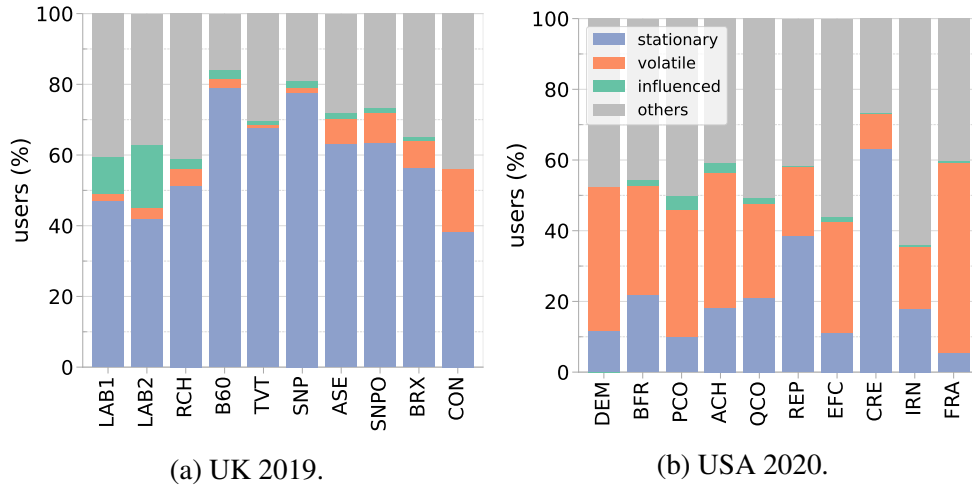 users (%)
100
80
60
40
20
0
LAB1
LAB2
RCH
B60
TVT
SNP
ASE
SNPO
BRX
CON
(a) UK 2019.
users (%)
100
80
60
40
20
0
stationary
volatile
influenced
others
DEM
BFR
PCO
ACH
QCO
REP
EFC
CRE
IRN
FRA
(b) USA 2020.